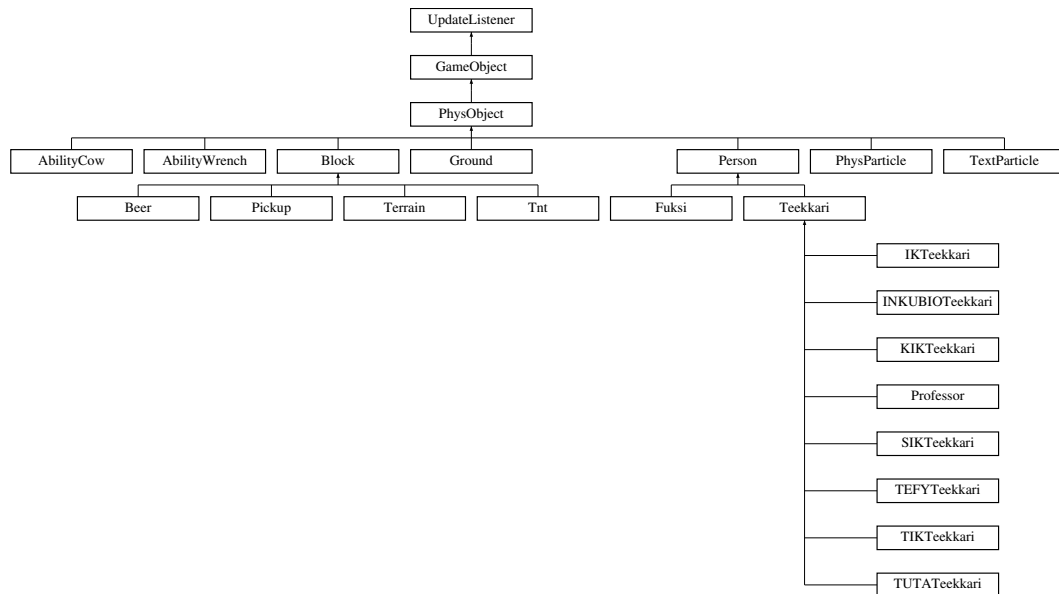 UpdateListener
GameObject
PhysObject
AbilityCow AbilityWrench Block Ground Person PhysParticle TextParticle
Beer Pickup Terrain Tnt Fuksi Teekkari
IKTeekkari
INKUBIOTeekkari
KIKTeekkari
Professor
SIKTeekkari
TEFYTeekkari
TIKTeekkari
TUTATeekkari